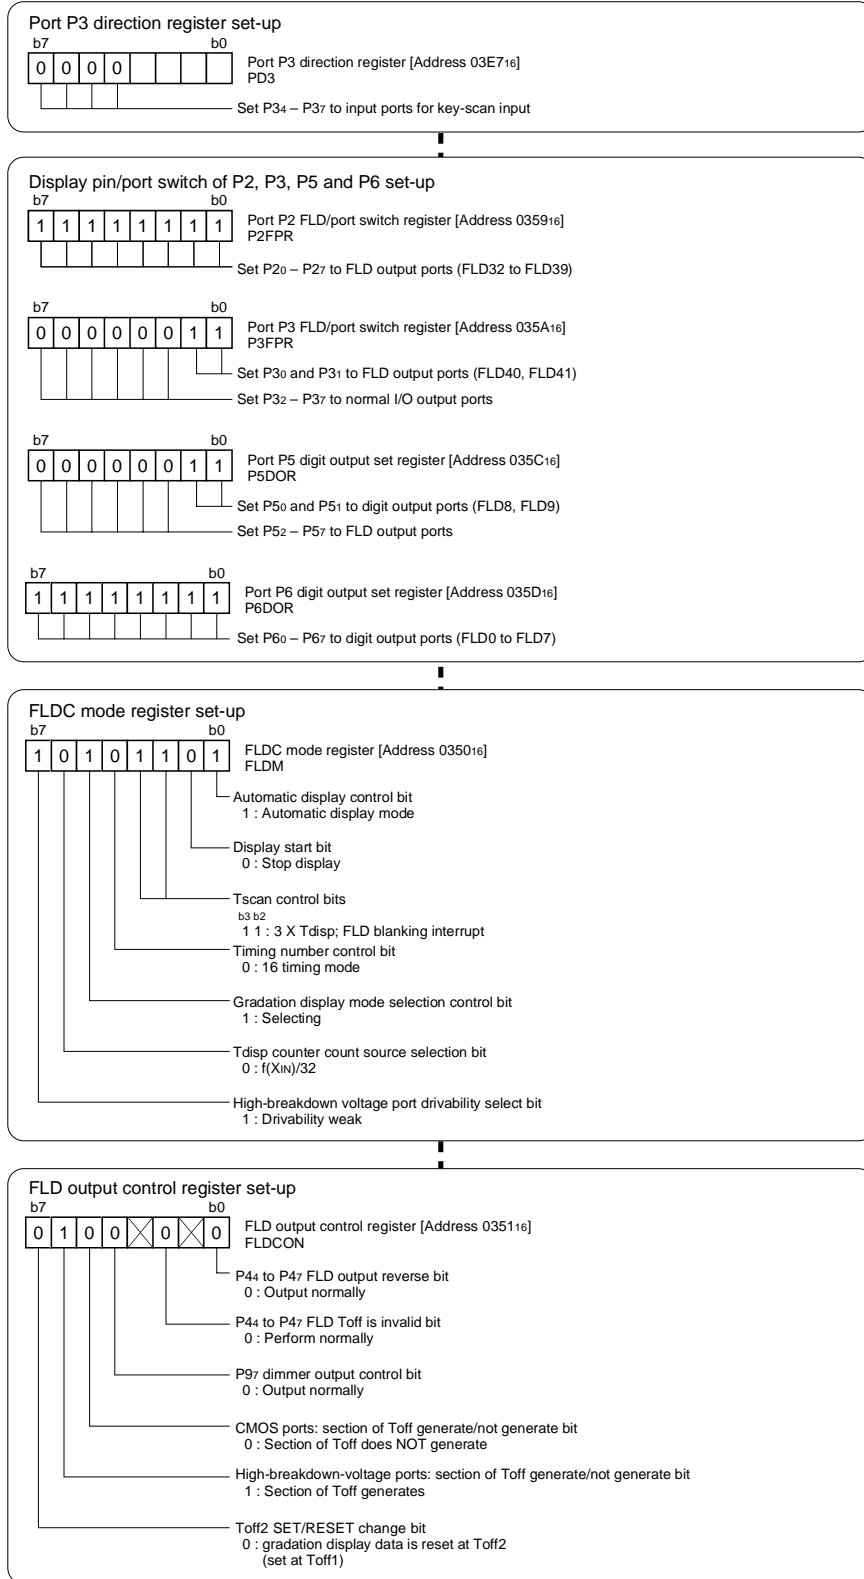 Port P3 direction register set-up
b7 b0
0 0 0 0
Port P3 direction register [Address 03E716]
PD3
Set P34 – P37 to input ports for key-scan input
Display pin/port switch of P2, P3, P5 and P6 set-up
b7 b0
1 1 1 1 1 1 1 1
Port P2 FLD/port switch register [Address 035916]
P2FPR
Set P20 – P27 to FLD output ports (FLD32 to FLD39)
b7 b0
0 0 0 0 0 0 1 1
Port P3 FLD/port switch register [Address 035A16]
P3FPR
Set P30 and P31 to FLD output ports (FLD40, FLD41)
Set P32 – P37 to normal I/O output ports
b7 b0
0 0 0 0 0 0 1 1
Port P5 digit output set register [Address 035C16]
P5DOR
Set P50 and P51 to digit output ports (FLD8, FLD9)
Set P52 – P57 to FLD output ports
b7 b0
1 1 1 1 1 1 1 1
Port P6 digit output set register [Address 035D16]
P6DOR
Set P60 – P67 to digit output ports (FLD0 to FLD7)
FLDC mode register set-up
b7 b0
1 0 1 0 1 1 0 1
FLDC mode register [Address 035016]
FLDM
Automatic display control bit
1 : Automatic display mode
Display start bit
0 : Stop display
Tscan control bits
b3 b2
1 1 : 3 X Tdisp; FLD blanking interrupt
Timing number control bit
0 : 16 timing mode
Gradation display mode selection control bit
1 : Selecting
Tdisp counter count source selection bit
0 : f(XIN)/32
High-breakdown voltage port drivability select bit
1 : Drivability weak
FLD output control register set-up
b7 b0
0 1 0 0 0 0
FLD output control register [Address 035116]
FLDCON
P44 to P47 FLD output reverse bit
0 : Output normally
P44 to P47 FLD Toff is invalid bit
0 : Perform normally
P97 dimmer output control bit
0 : Output normally
CMOS ports: section of Toff generate/not generate bit
0 : Section of Toff does NOT generate
High-breakdown-voltage ports: section of Toff generate/not generate bit
1 : Section of Toff generates
Toff2 SET/RESET change bit
0 : gradation display data is reset at Toff2
(set at Toff1)